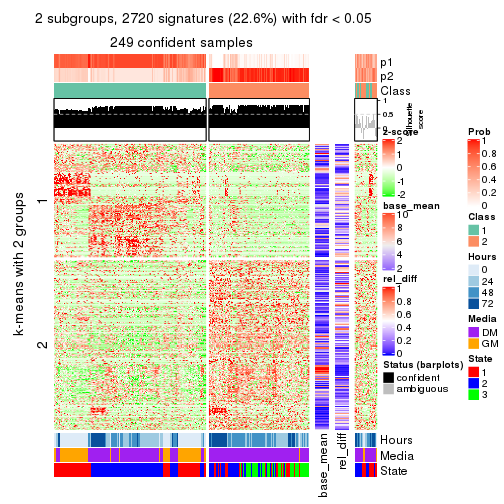 2 subgroups, 2720 signatures (22.6%) with fdr < 0.05
249 confident samples
p1
p2
Class
1
0.5
0
Silhouette
score
k-means with 2 groups
1
2
z-score
2
1
0
-1
-2
base_mean
10
8
6
4
2
rel_diff
1
0.8
0.6
0.4
0.2
0
Status (barplots)
confident
ambiguous
Prob
1
0.8
0.6
0.4
0.2
0
Class
1
2
Hours
0
24
48
72
Media
DM
GM
State
1
2
3
Hours
Media
State
base_mean
rel_diff